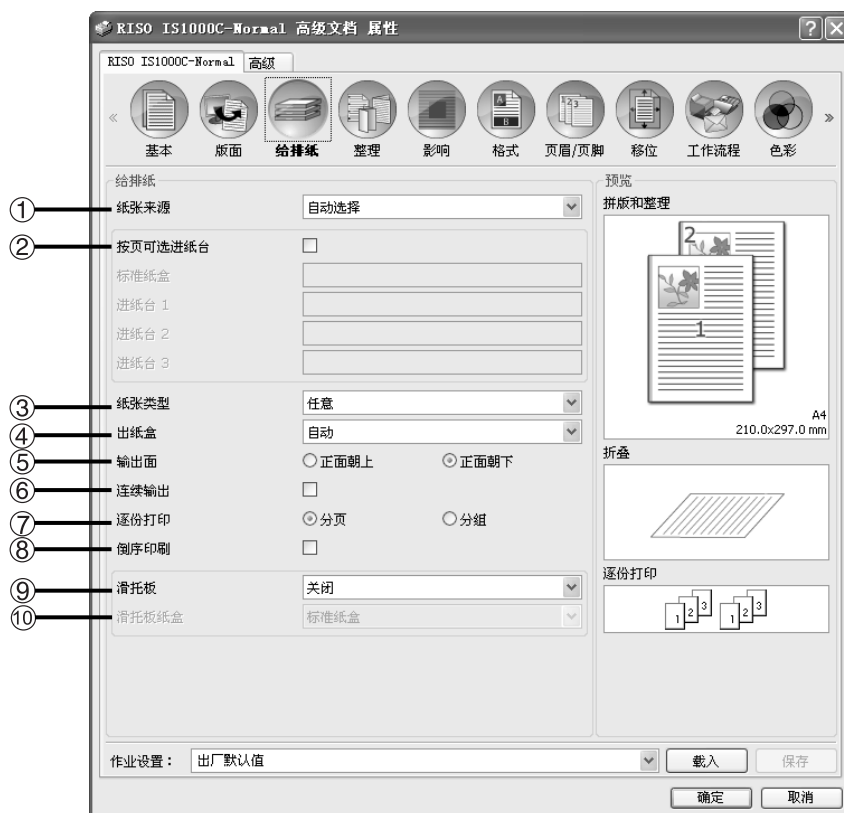 RISO IS1000C-Normal 高级文档 属性
RISO IS1000C-Normal 高级
« 基本 版面 给排纸 整理 影响 格式 页眉/页脚 移位 工作流程 色彩 »
给排纸
① 纸张来源 自动选择
② 按页可选进纸台
标准纸盒
进纸台 1
进纸台 2
进纸台 3
③ 纸张类型 任意
④ 出纸盒 自动
⑤ 输出面 正面朝上 正面朝下
⑥ 连续输出
⑦ 逐份打印 分页 分组
⑧ 倒序印刷
⑨ 滑托板 关闭
⑩ 滑托板纸盒 标准纸盒
预览
拼版和整理
2
1
A4
210.0x297.0 mm
折叠
逐份打印
1 2 3 1 2 3
作业设置： 出厂默认值 载入 保存
确定 取消